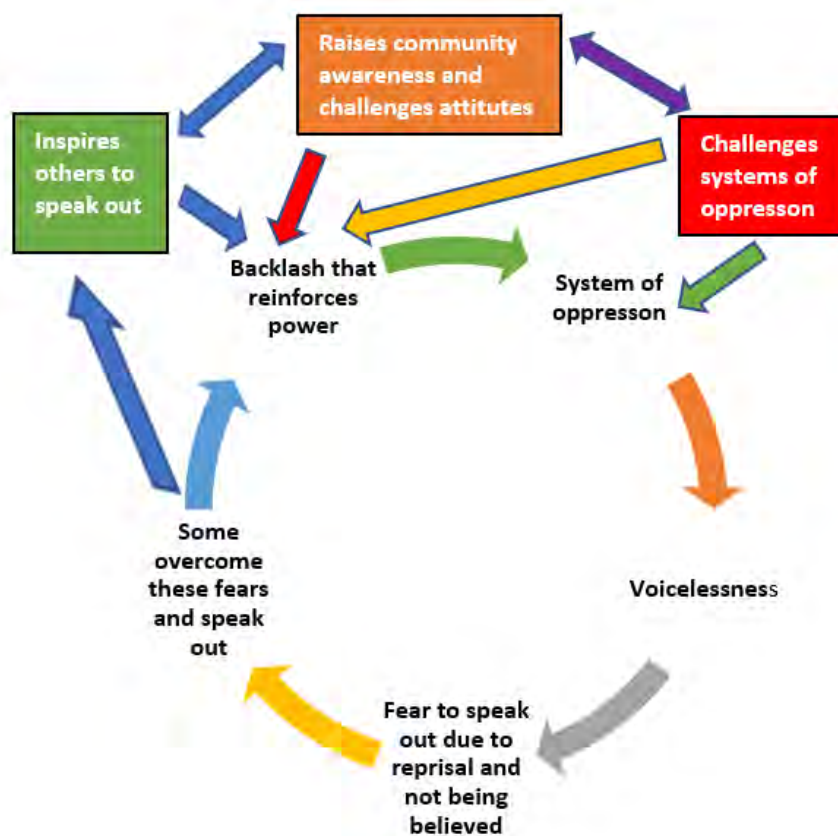 Raises community
awareness and
challenges attitutes
Inspires
others to
speak out
Challenges
systems of
oppresson
Backlash that
reinforces
power
System of
oppresson
Some
overcome
these fears
and speak
out
Voicelessness
Fear to speak
out due to
reprisal and
not being
believed